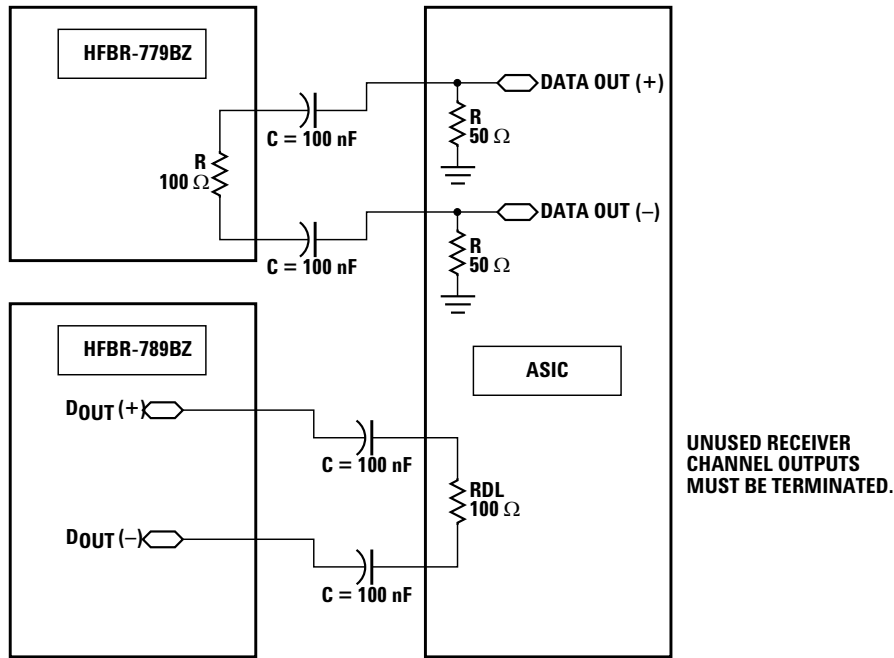 HFBR-779BZ
DATA OUT (+)
R
50 Ω
C = 100 nF
R
100 Ω
DATA OUT (–)
R
50 Ω
C = 100 nF
HFBR-789BZ
ASIC
DOUT (+)
C = 100 nF
RDL
100 Ω
DOUT (–)
C = 100 nF
UNUSED RECEIVER
CHANNEL OUTPUTS
MUST BE TERMINATED.